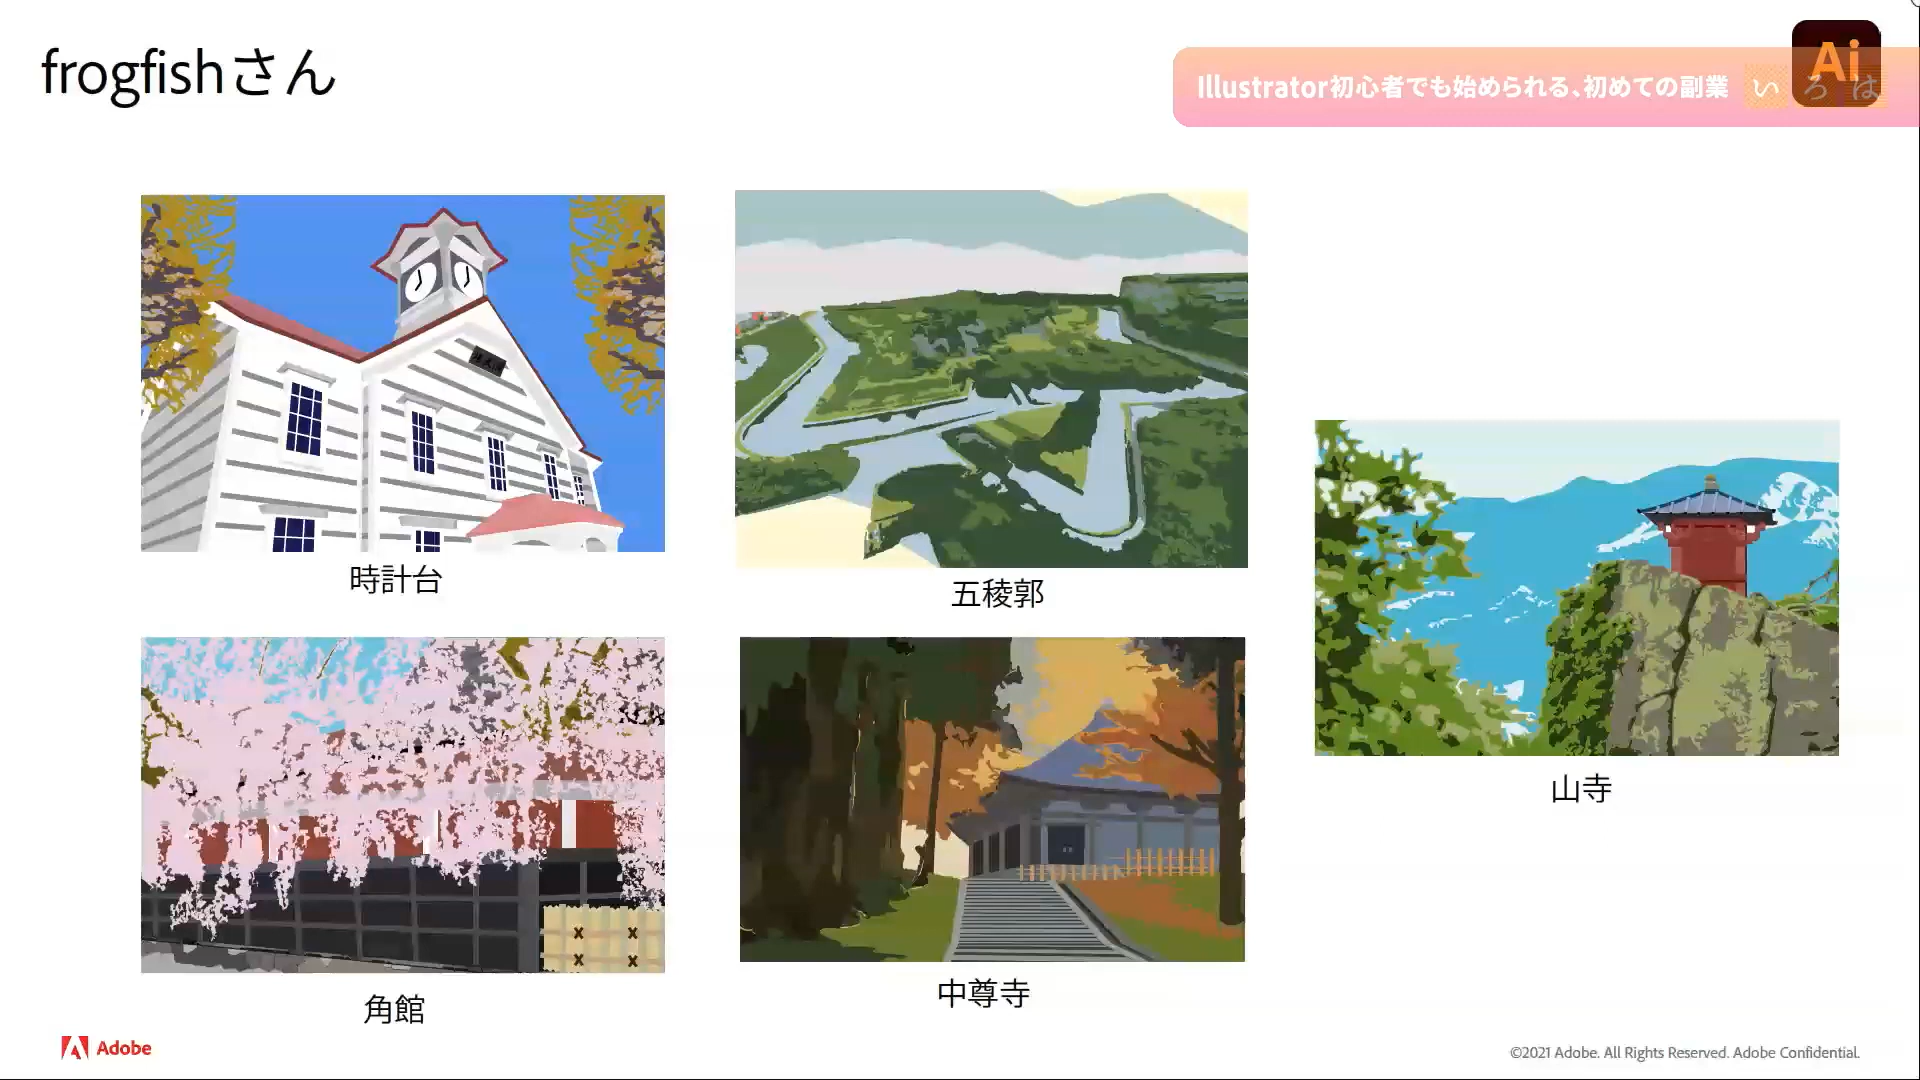 frogfishさん
Illustrator初心者でも始められる、初めての副業 いろは
Ai
時計台
五稜郭
山寺
角館
中尊寺
Adobe
©2021 Adobe. All Rights Reserved. Adobe Confidential.